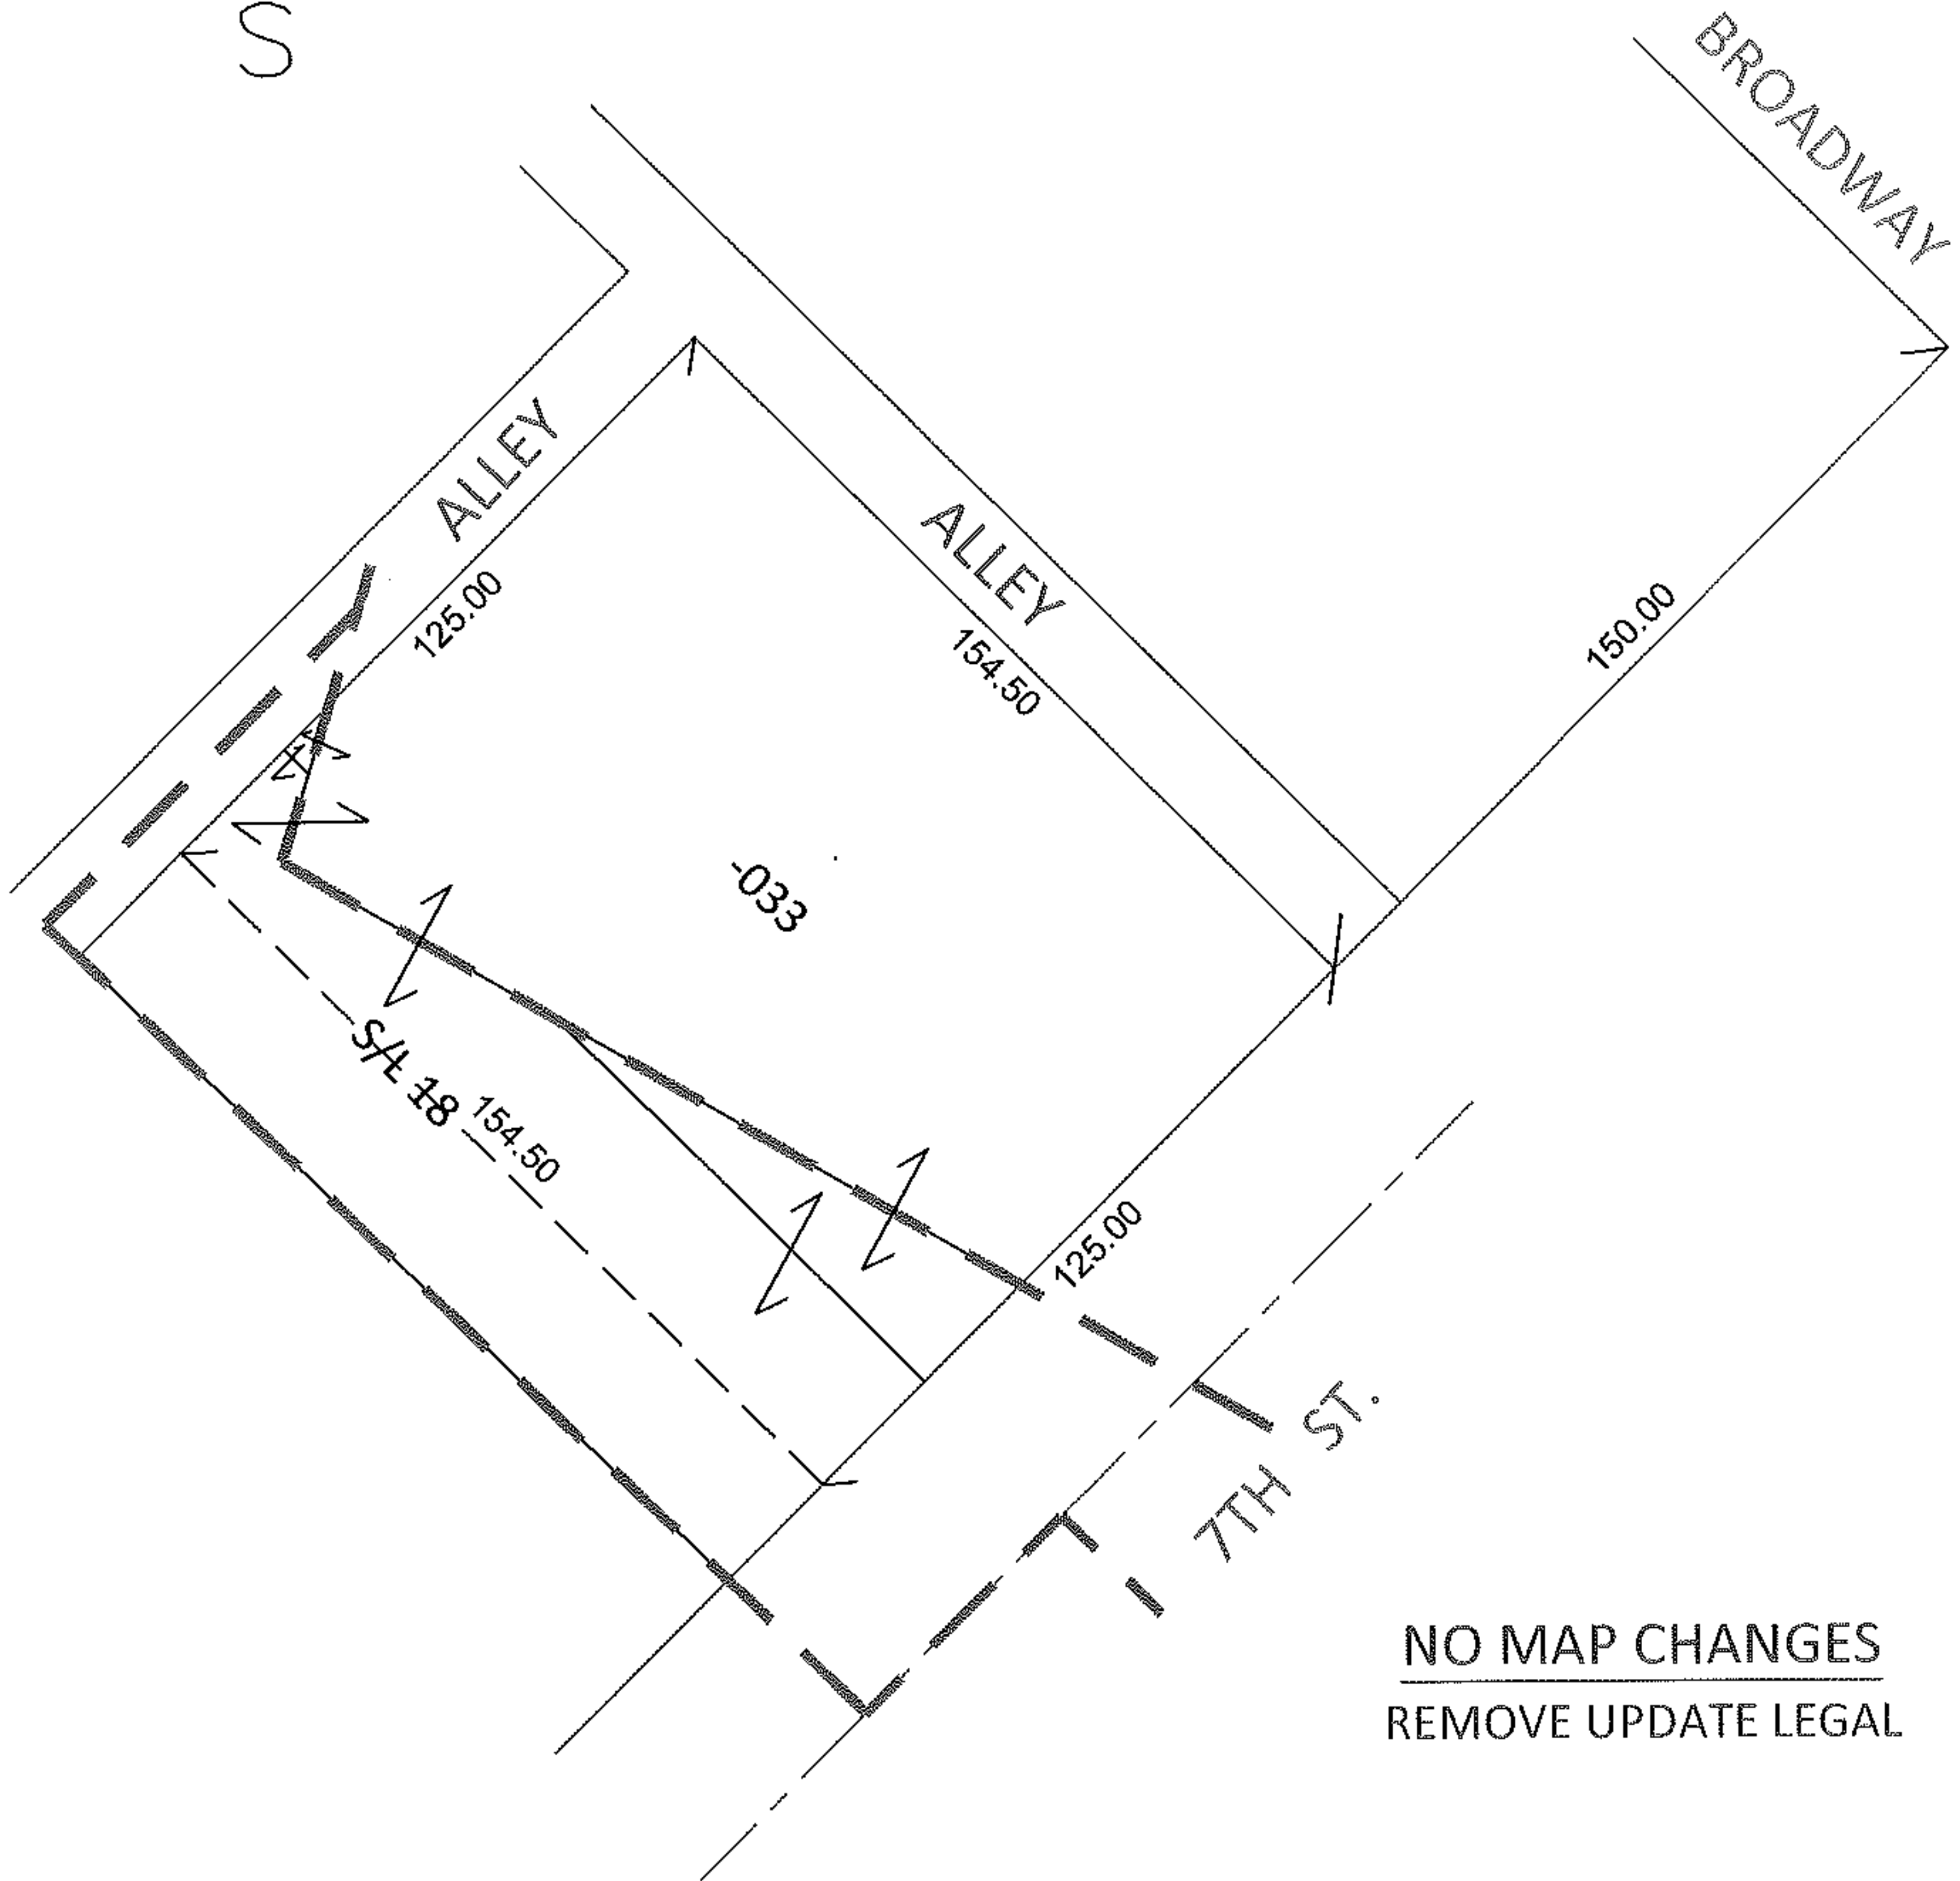 S
BROADWAY
ALLEY
125.00
ALLEY
154.50
150.00
-033
S/L 18
154.50
125.00
7TH ST.
NO MAP CHANGES
REMOVE UPDATE LEGAL